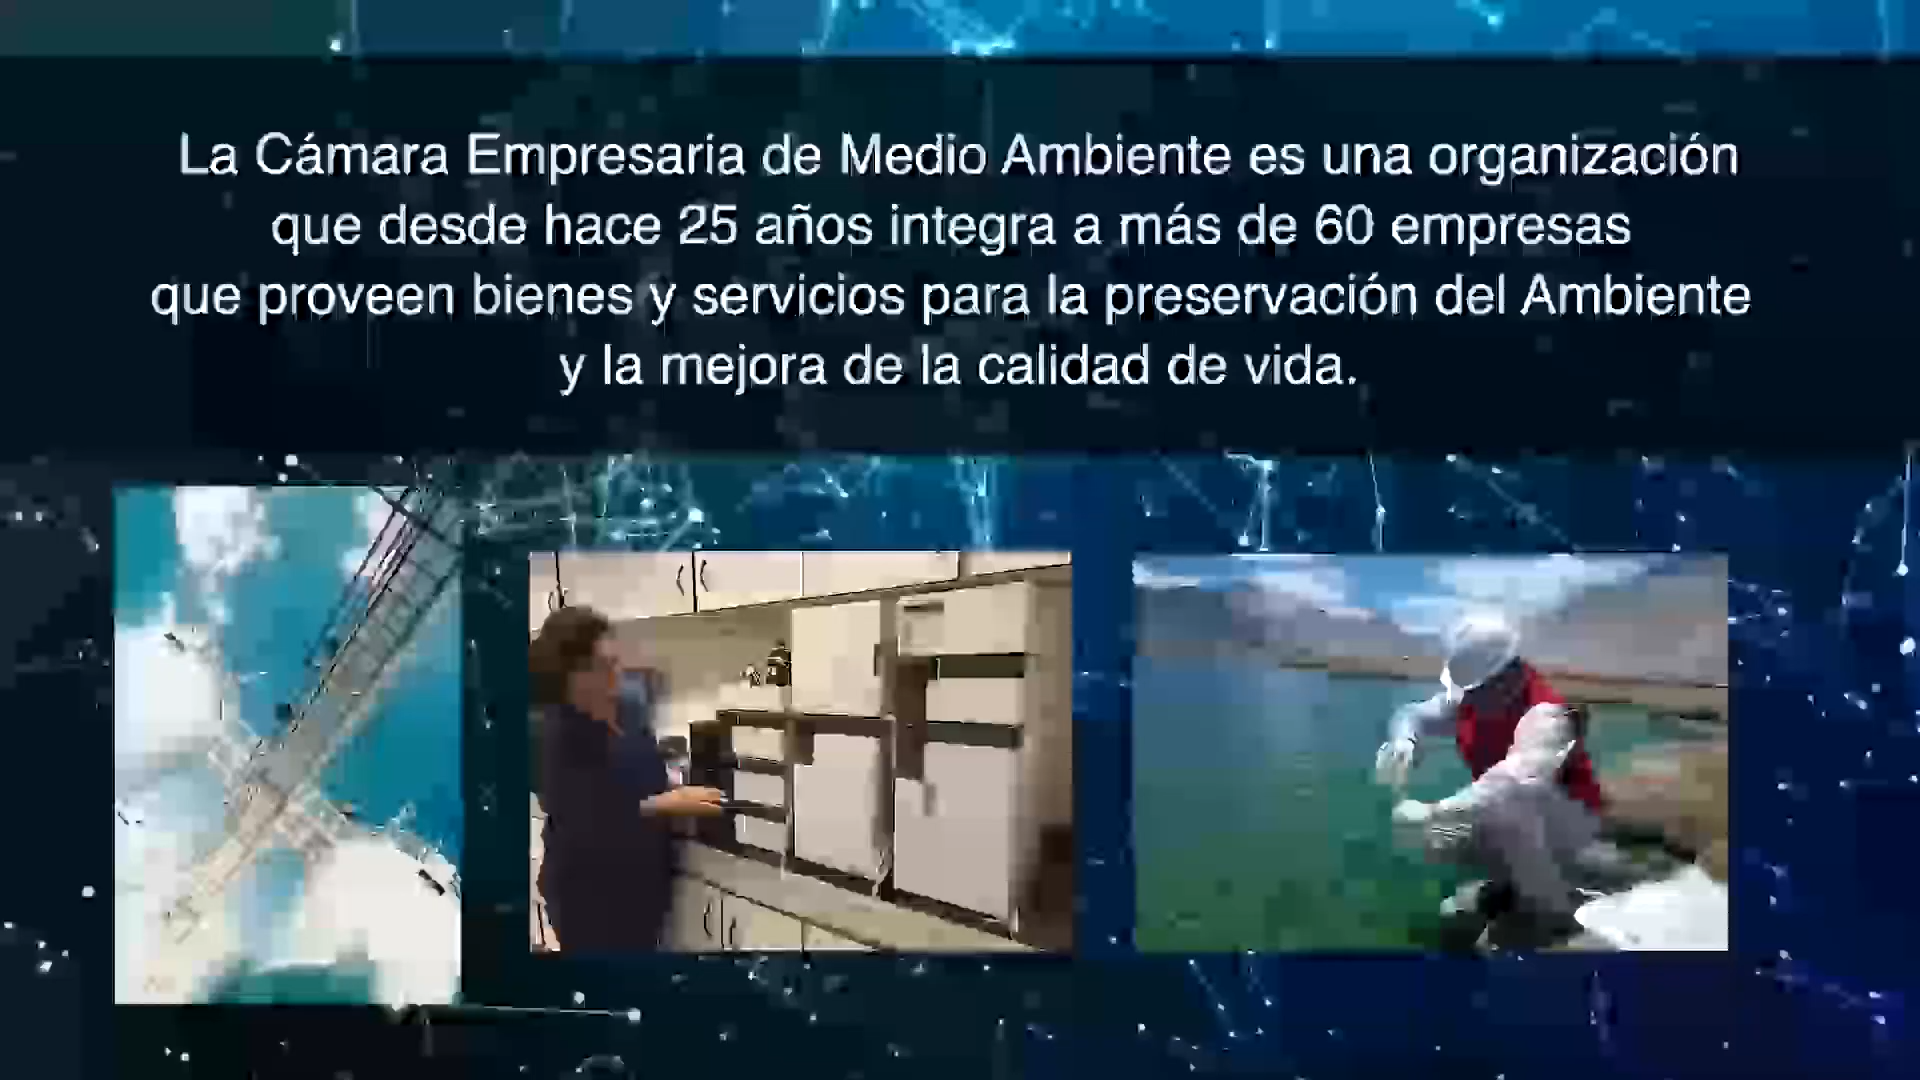 La Cámara Empresaria de Medio Ambiente es una organización
que desde hace 25 años integra a más de 60 empresas
que proveen bienes y servicios para la preservación del Ambiente
y la mejora de la calidad de vida.